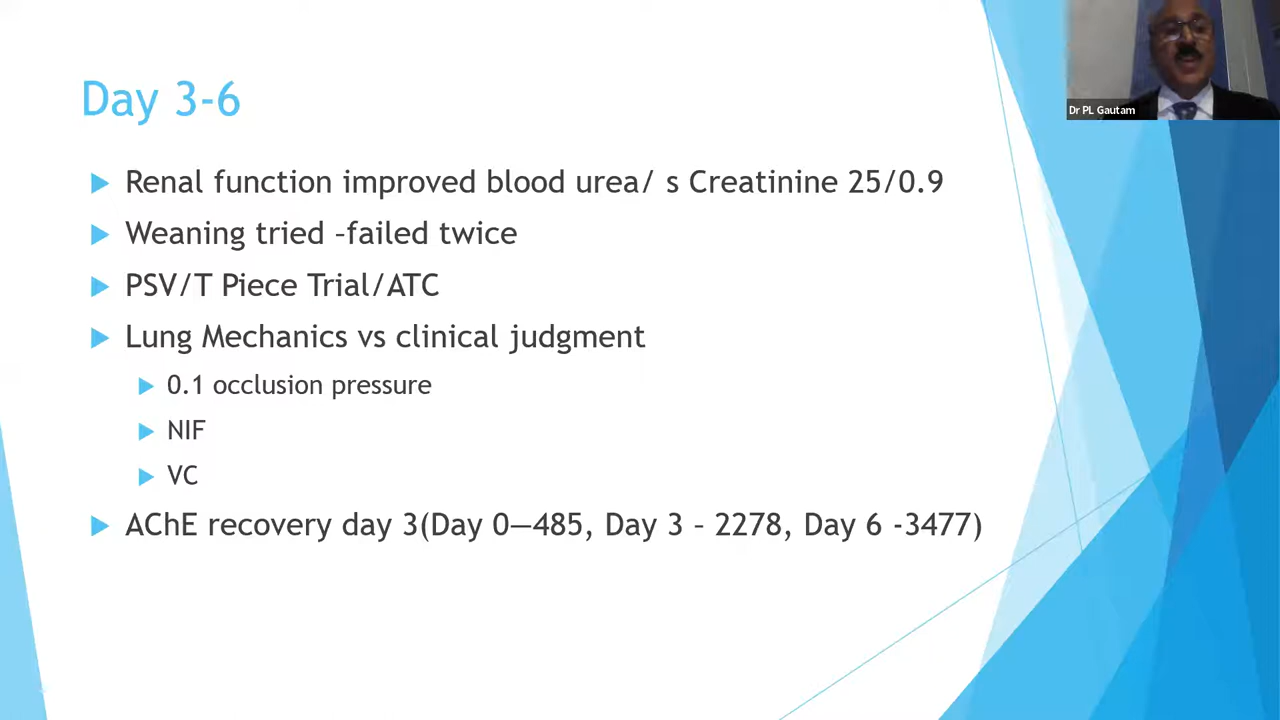 Day 3-6
Dr PL Gautam
Renal function improved blood urea/ s Creatinine 25/0.9
Weaning tried –failed twice
PSV/T Piece Trial/ATC
Lung Mechanics vs clinical judgment
0.1 occlusion pressure
NIF
VC
AChE recovery day 3(Day 0—485, Day 3 – 2278, Day 6 -3477)